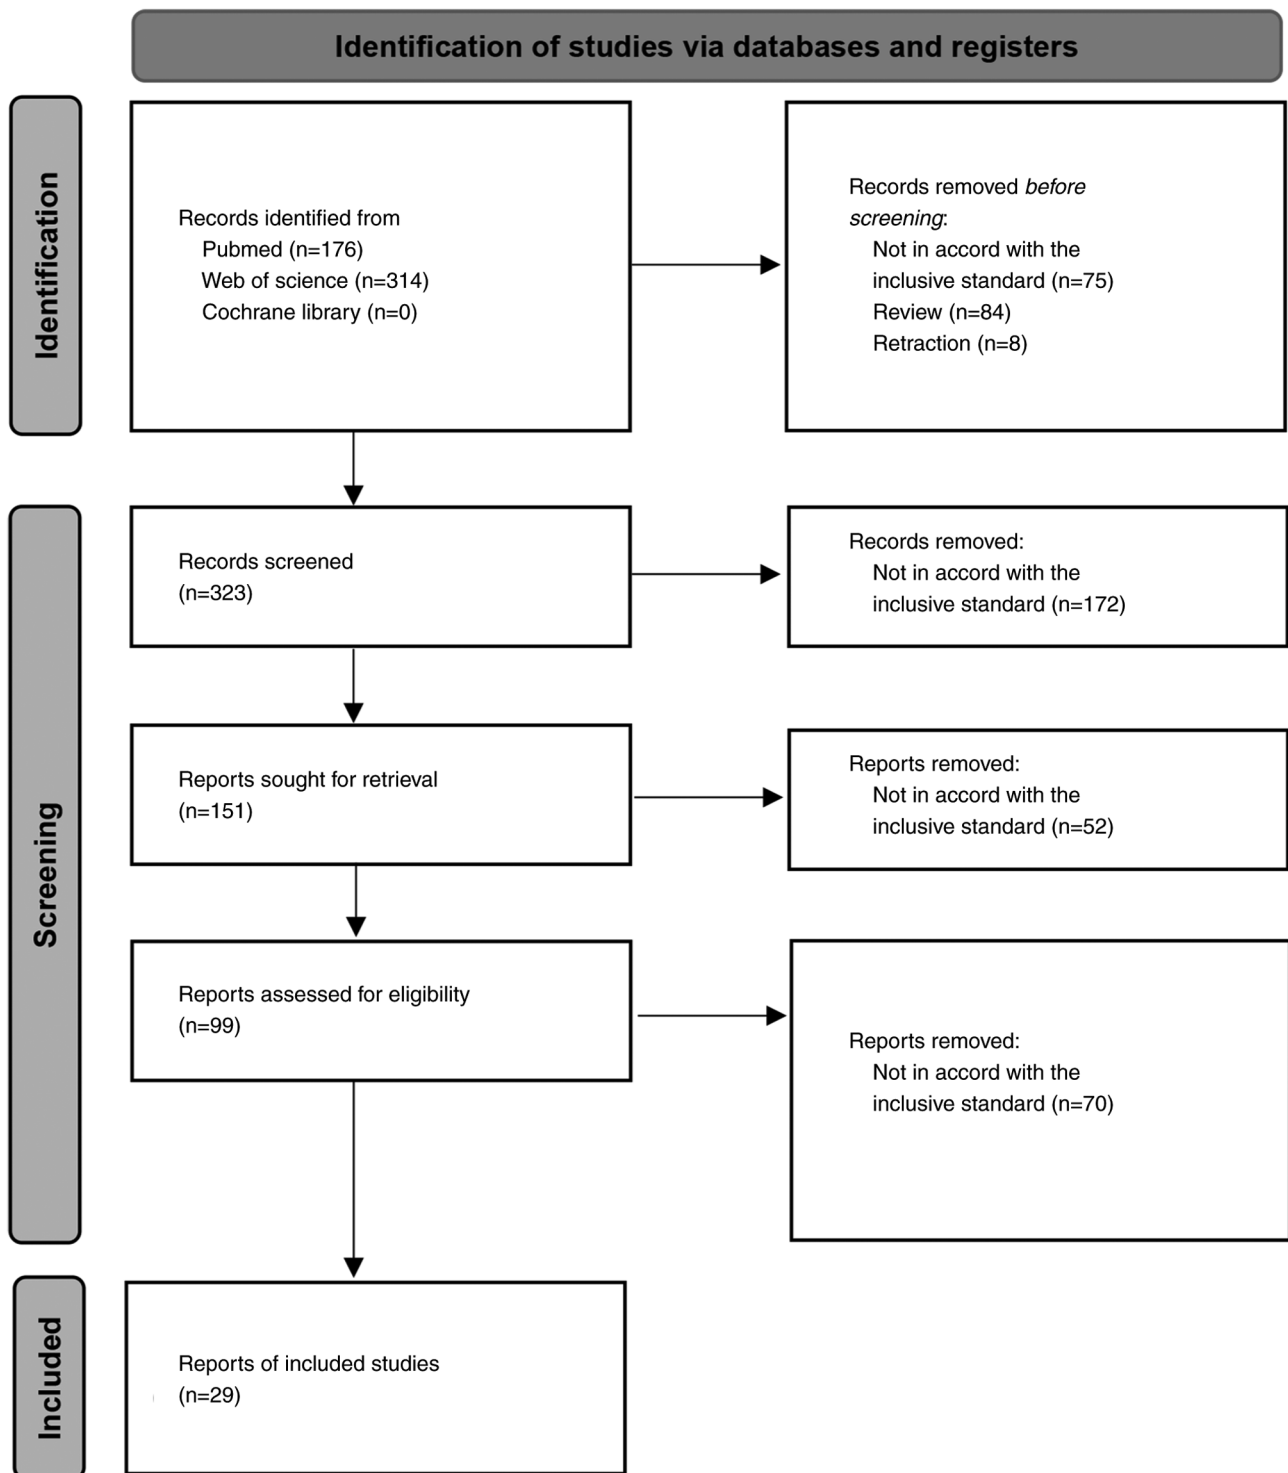 Identification of studies via databases and registers
Identification
Records identified from
Pubmed (n=176)
Web of science (n=314)
Cochrane library (n=0)
Records removed before
screening:
Not in accord with the
inclusive standard (n=75)
Review (n=84)
Retraction (n=8)
Screening
Records screened
(n=323)
Records removed:
Not in accord with the
inclusive standard (n=172)
Reports sought for retrieval
(n=151)
Reports removed:
Not in accord with the
inclusive standard (n=52)
Reports assessed for eligibility
(n=99)
Reports removed:
Not in accord with the
inclusive standard (n=70)
Included
Reports of included studies
(n=29)